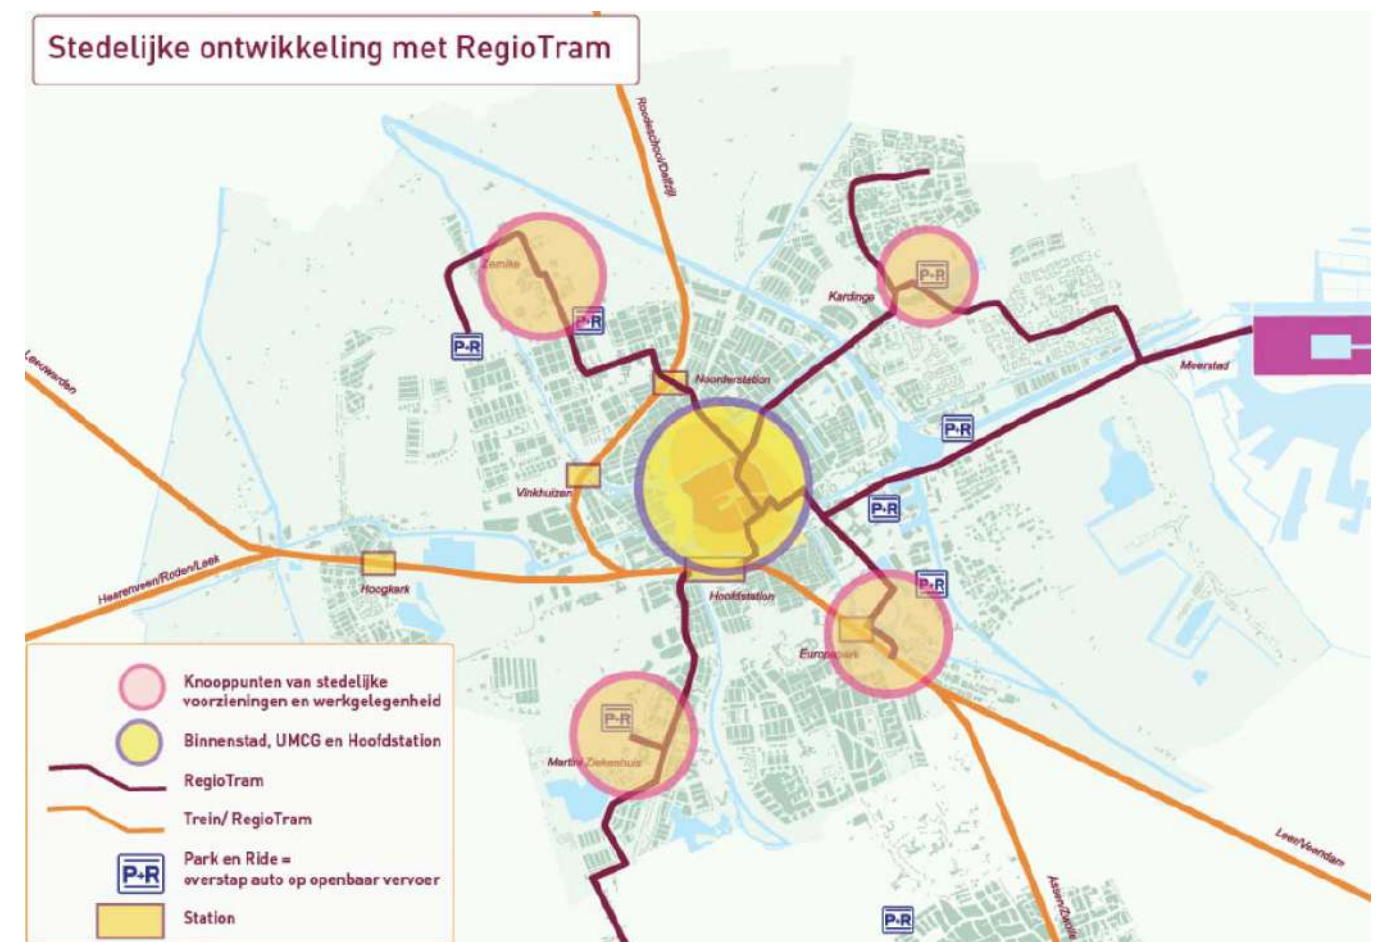 Stedelijke ontwikkeling met RegioTram
Roodeschool/Delfzijl
Zernike
P+R
P+R
P+R
Kardinge
Noorderstation
Meerstad
Leeuwarden
P+R
Vinkhuizen
P+R
Heerenveen/Roden/Leek
Hoogkerk
Hoofdstation
P+R
Europapark
P+R
Martini Ziekenhuis
Leer/Veendam
Assen/Zwolle
P+R
Knooppunten van stedelijke
voorzieningen en werkgelegenheid
Binnenstad, UMCG en Hoofdstation
RegioTram
Trein/ RegioTram
P+R
Park en Ride =
overstap auto op openbaar vervoer
Station